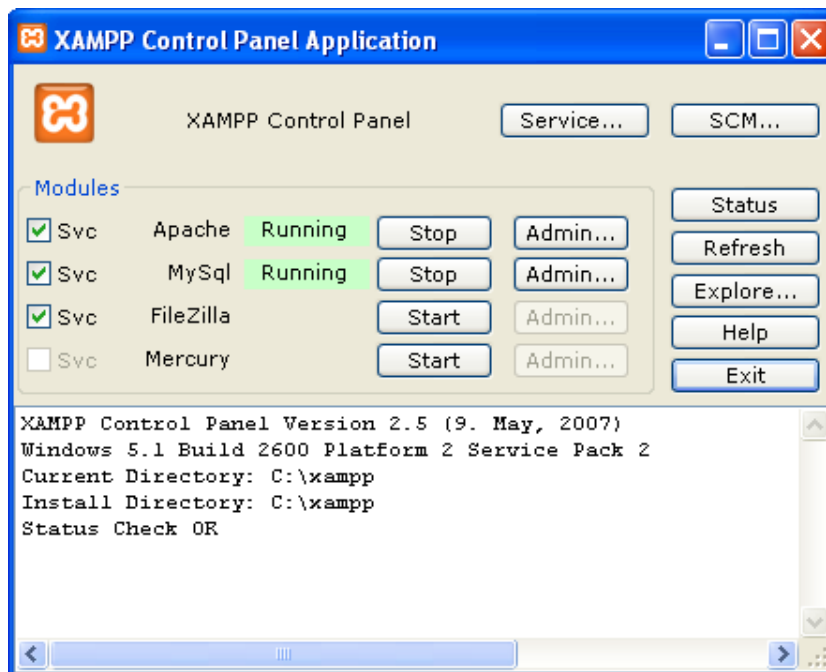 XAMPP Control Panel Application
XAMPP Control Panel Service... SCM...
Modules
Svc Apache Running Stop Admin...
Svc MySql Running Stop Admin...
Svc FileZilla Start Admin...
Svc Mercury Start Admin...
Status
Refresh
Explore...
Help
Exit
XAMPP Control Panel Version 2.5 (9. May, 2007)
Windows 5.1 Build 2600 Platform 2 Service Pack 2
Current Directory: C:\xampp
Install Directory: C:\xampp
Status Check OK